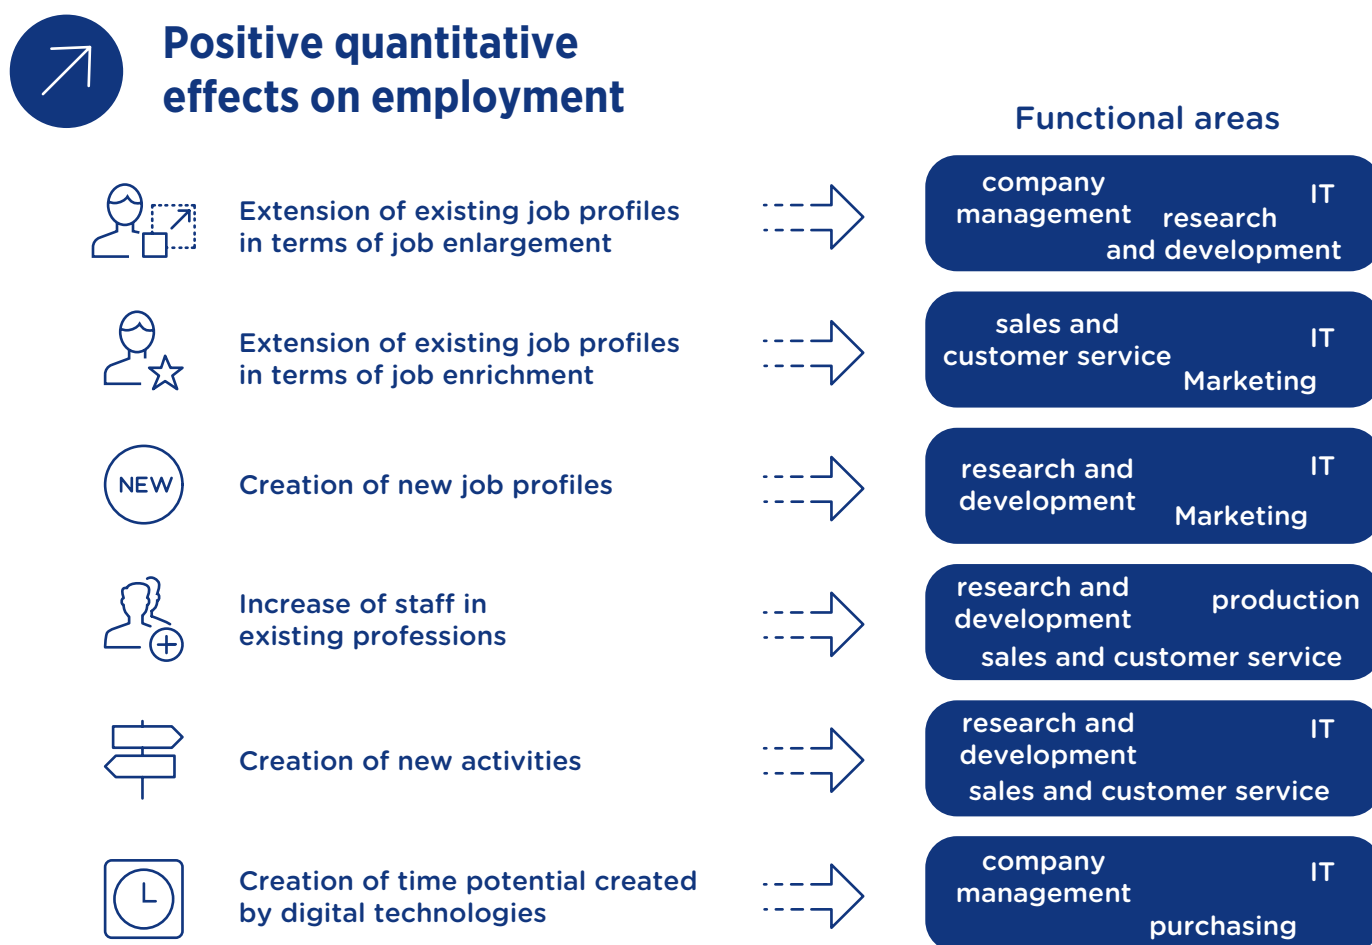 Positive quantitative
effects on employment
Functional areas
Extension of existing job profiles
in terms of job enlargement
company
management
IT
research
and development
Extension of existing job profiles
in terms of job enrichment
sales and
customer service
IT
Marketing
NEW
Creation of new job profiles
research and
development
IT
Marketing
Increase of staff in
existing professions
research and
development
production
sales and customer service
Creation of new activities
research and
development
IT
sales and customer service
Creation of time potential created
by digital technologies
company
management
IT
purchasing